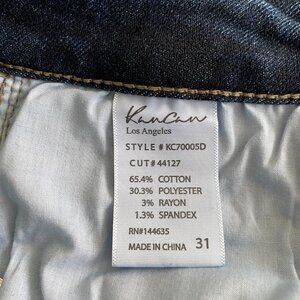 KanCan
Los Angeles
STYLE # KC70005D
CUT# 44127
65.4% COTTON
30.3% POLYESTER
3% RAYON
1.3% SPANDEX
RN#144635
MADE IN CHINA 31